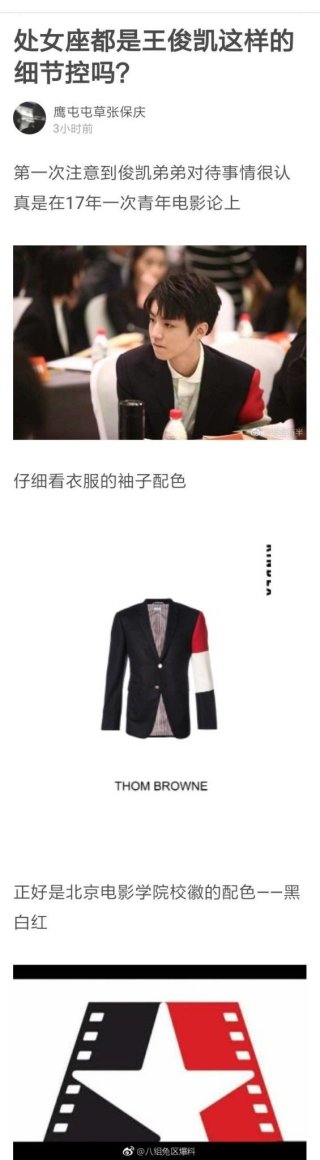 处女座都是王俊凯这样的
细节控吗?
鹰屯屯草张保庆
3小时前
第一次注意到俊凯弟弟对待事情很认
真是在17年一次青年电影论上
仔细看衣服的袖子配色
THOM BROWNE
正好是北京电影学院校徽的配色——黑
白红
@八组兔区爆料